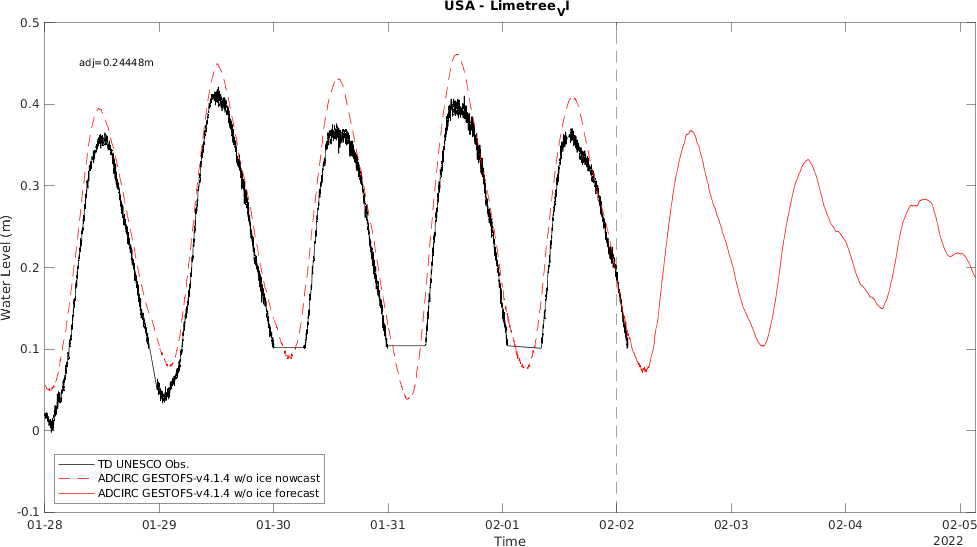 USA - Limetree_VI
0.5
adj=0.24448m
0.4
0.3
0.2
0.1
0
-0.1
Water Level (m)
TD UNESCO Obs.
ADCIRC GESTOFS-v4.1.4 w/o ice nowcast
ADCIRC GESTOFS-v4.1.4 w/o ice forecast
01-28 01-29 01-30 01-31 02-01 02-02 02-03 02-04 02-05
Time 2022